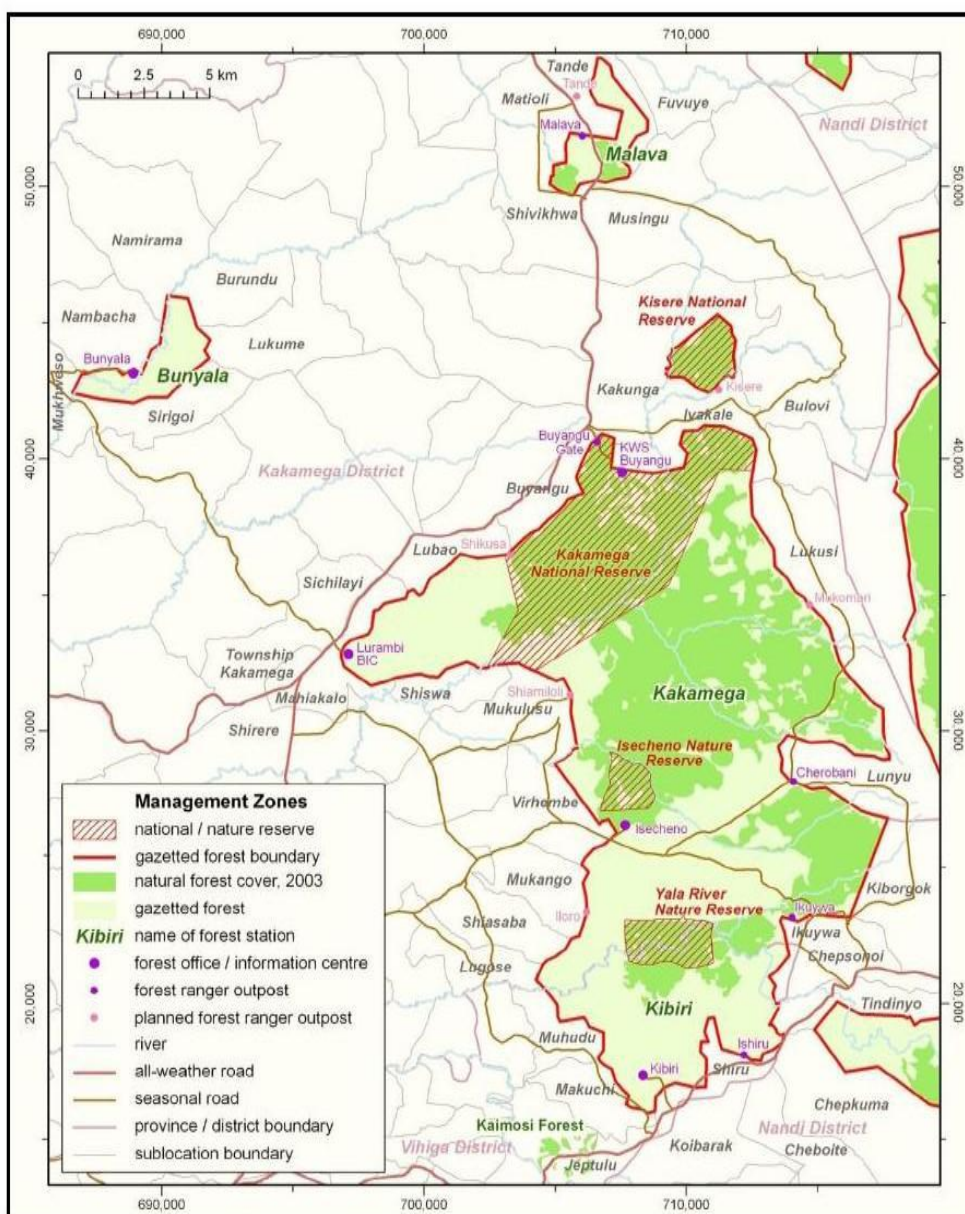 690,000
700,000
710,000
0 2.5 5 km
Tande
Tande
Matioli
Fuvuye
Malava
Malava
Nandi District
50,000
50,000
Shivikhwa
Musingu
Namirama
Burundu
Kisere National
Reserve
Nambacha
Lukume
Bunyala
Bunyala
Mukhweso
Sirigoi
Kakunga
Kisere
Ivakale
Bulovi
Buyangu
Gate
KWS
Buyangu
40,000
40,000
Kakamega District
Buyangu
Shikusa
Lubao
Kakamega
National Reserve
Lukusi
Sichilayi
Mukomari
Lurambi
BIC
Township
Kakamega
Mahiakalo
Shiswa
Shiamiloli
Mukulusu
Kakamega
Shirere
30,000
30,000
Isecheno Nature
Reserve
Cherobani
Lunyu
Virhembe
Isecheno
Management Zones
national / nature reserve
gazetted forest boundary
natural forest cover, 2003
gazetted forest
Kibiri name of forest station
forest office / information centre
forest ranger outpost
planned forest ranger outpost
river
all-weather road
seasonal road
province / district boundary
sublocation boundary
Mukango
Yala River
Nature Reserve
Kiborgok
Iloro
Ikuywa
Ikuywa
Shiasaba
Chepsonoi
Lugose
20,000
20,000
Tindinyo
Kibiri
Muhudu
Ishiru
Kibiri
Shiru
Makuchi
Chepkuma
Kaimosi Forest
Nandi District
Vihiga District
Koibarak
Cheboite
Jeptulu
690,000
700,000
710,000